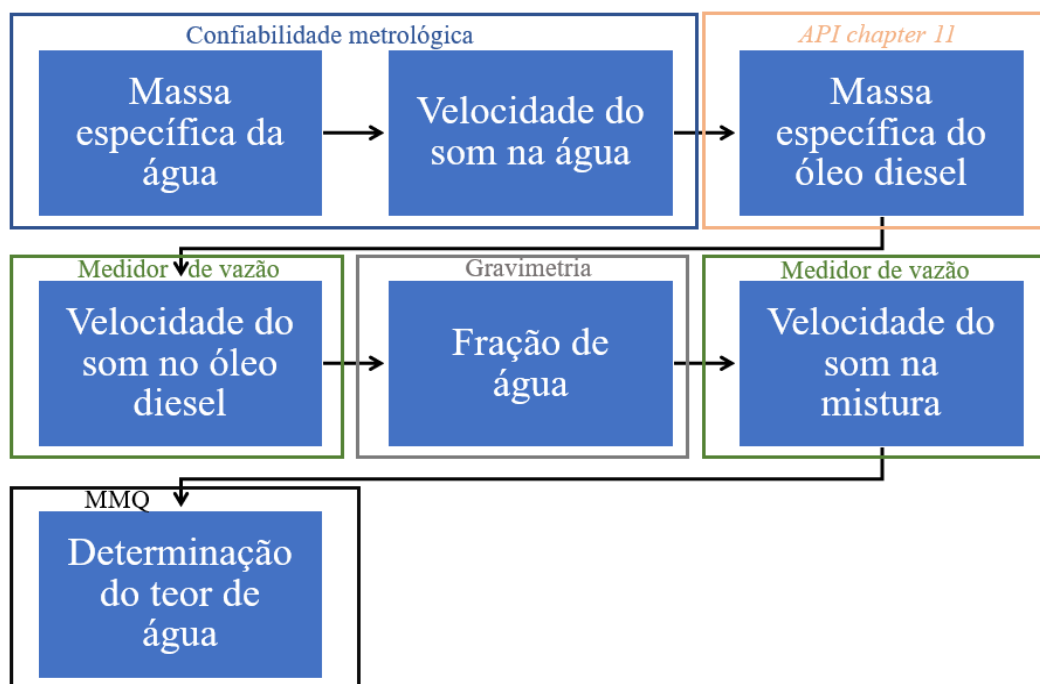 Confiabilidade metrológica
API chapter 11
Massa
específica da
água
Velocidade do
som na água
Massa
específica do
óleo diesel
Medidor de vazão
Gravimetria
Medidor de vazão
Velocidade do
som no óleo
diesel
Fração de
água
Velocidade do
som na
mistura
MMQ
Determinação
do teor de
água